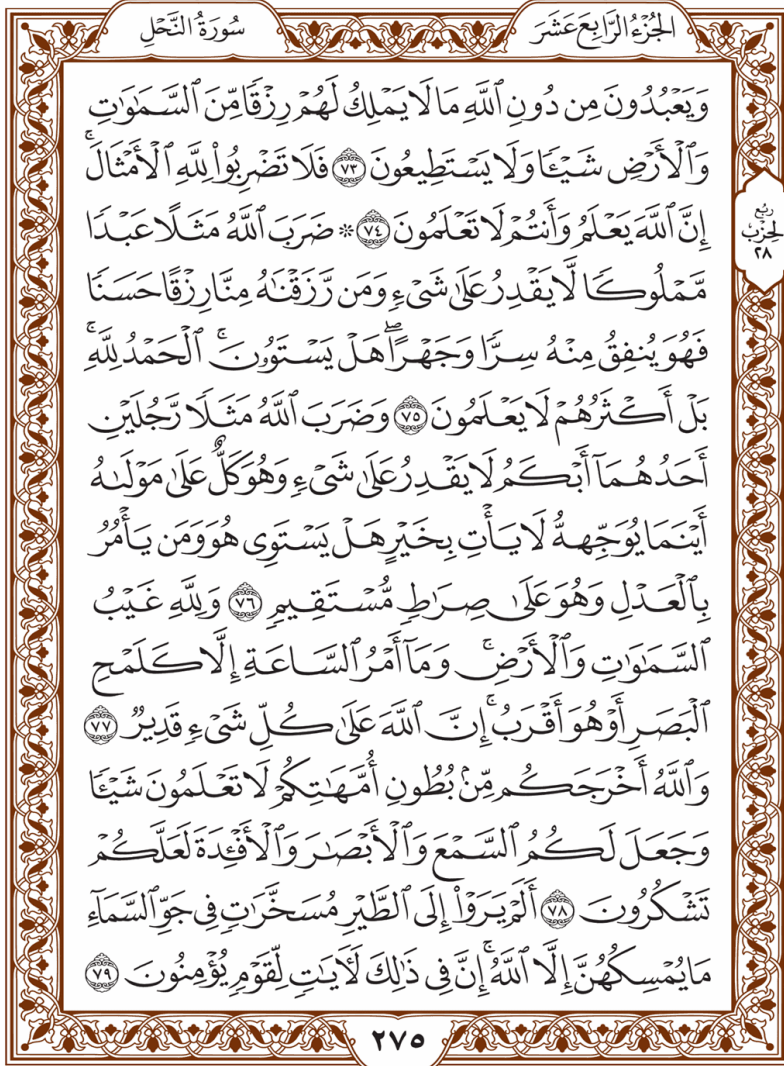 الجُزْءُ الرَّابِعَ عَشَرَ
سُورَةُ النَّحْلِ
وَيَعْبُدُونَ مِن دُونِ ٱللَّهِ مَا لَا يَمْلِكُ لَهُمْ رِزْقًا مِّنَ ٱلسَّمَٰوَٰتِ
وَٱلْأَرْضِ شَيْـًٔا وَلَا يَسْتَطِيعُونَ ٧٣ فَلَا تَضْرِبُوا۟ لِلَّهِ ٱلْأَمْثَالَ ۚ
إِنَّ ٱللَّهَ يَعْلَمُ وَأَنتُمْ لَا تَعْلَمُونَ ٧٤ * ضَرَبَ ٱللَّهُ مَثَلًا عَبْدًا
مَّمْلُوكًا لَّا يَقْدِرُ عَلَىٰ شَىْءٍ وَمَن رَّزَقْنَٰهُ مِنَّا رِزْقًا حَسَنًا
فَهُوَ يُنفِقُ مِنْهُ سِرًّا وَجَهْرًا ۖ هَلْ يَسْتَوُۥنَ ۚ ٱلْحَمْدُ لِلَّهِ ۚ
بَلْ أَكْثَرُهُمْ لَا يَعْلَمُونَ ٧٥ وَضَرَبَ ٱللَّهُ مَثَلًا رَّجُلَيْنِ
أَحَدُهُمَآ أَبْكَمُ لَا يَقْدِرُ عَلَىٰ شَىْءٍ وَهُوَ كَلٌّ عَلَىٰ مَوْلَىٰهُ
أَيْنَمَا يُوَجِّههُّ لَا يَأْتِ بِخَيْرٍ هَلْ يَسْتَوِى هُوَ وَمَن يَأْمُرُ
بِٱلْعَدْلِ وَهُوَ عَلَىٰ صِرَٰطٍ مُّسْتَقِيمٍ ٧٦ وَلِلَّهِ غَيْبُ
ٱلسَّمَٰوَٰتِ وَٱلْأَرْضِ ۚ وَمَآ أَمْرُ ٱلسَّاعَةِ إِلَّا كَلَمْحِ
ٱلْبَصَرِ أَوْ هُوَ أَقْرَبُ ۚ إِنَّ ٱللَّهَ عَلَىٰ كُلِّ شَىْءٍ قَدِيرٌ ٧٧
وَٱللَّهُ أَخْرَجَكُم مِّنۢ بُطُونِ أُمَّهَٰتِكُمْ لَا تَعْلَمُونَ شَيْـًٔا
وَجَعَلَ لَكُمُ ٱلسَّمْعَ وَٱلْأَبْصَٰرَ وَٱلْأَفْـِٔدَةَ لَعَلَّكُمْ
تَشْكُرُونَ ٧٨ أَلَمْ يَرَوْا۟ إِلَى ٱلطَّيْرِ مُسَخَّرَٰتٍ فِى جَوِّ ٱلسَّمَآءِ
مَا يُمْسِكُهُنَّ إِلَّا ٱللَّهُ ۗ إِنَّ فِى ذَٰلِكَ لَءَايَٰتٍ لِّقَوْمٍ يُؤْمِنُونَ ٧٩
رُبْع
الحِزْب
٢٨
٢٧٥